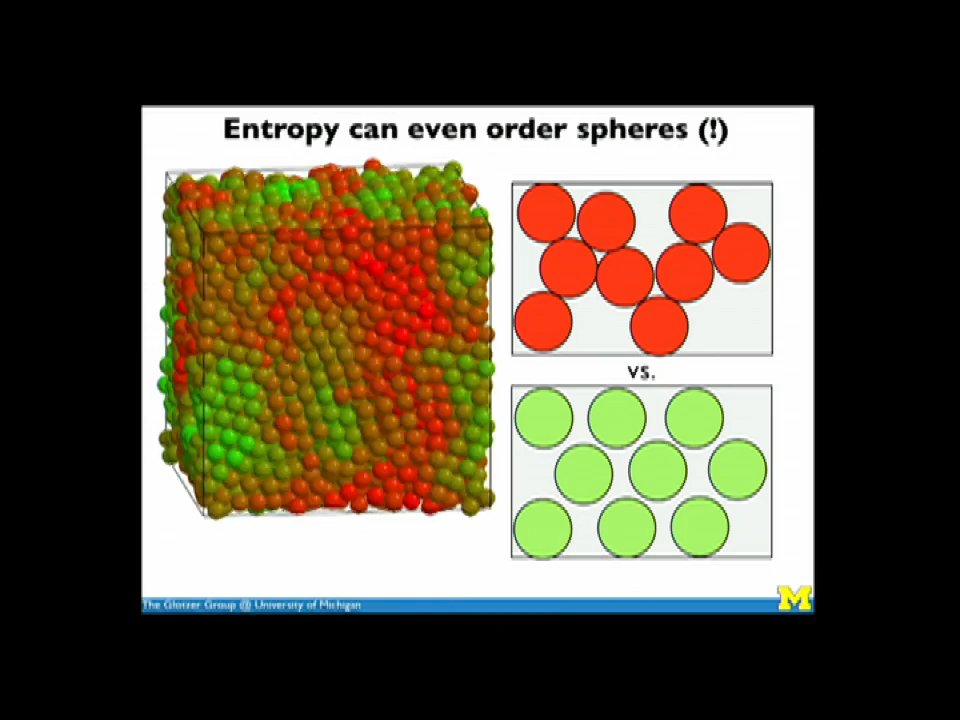 Entropy can even order spheres (!)
vs.
The Glotzer Group @ University of Michigan
M